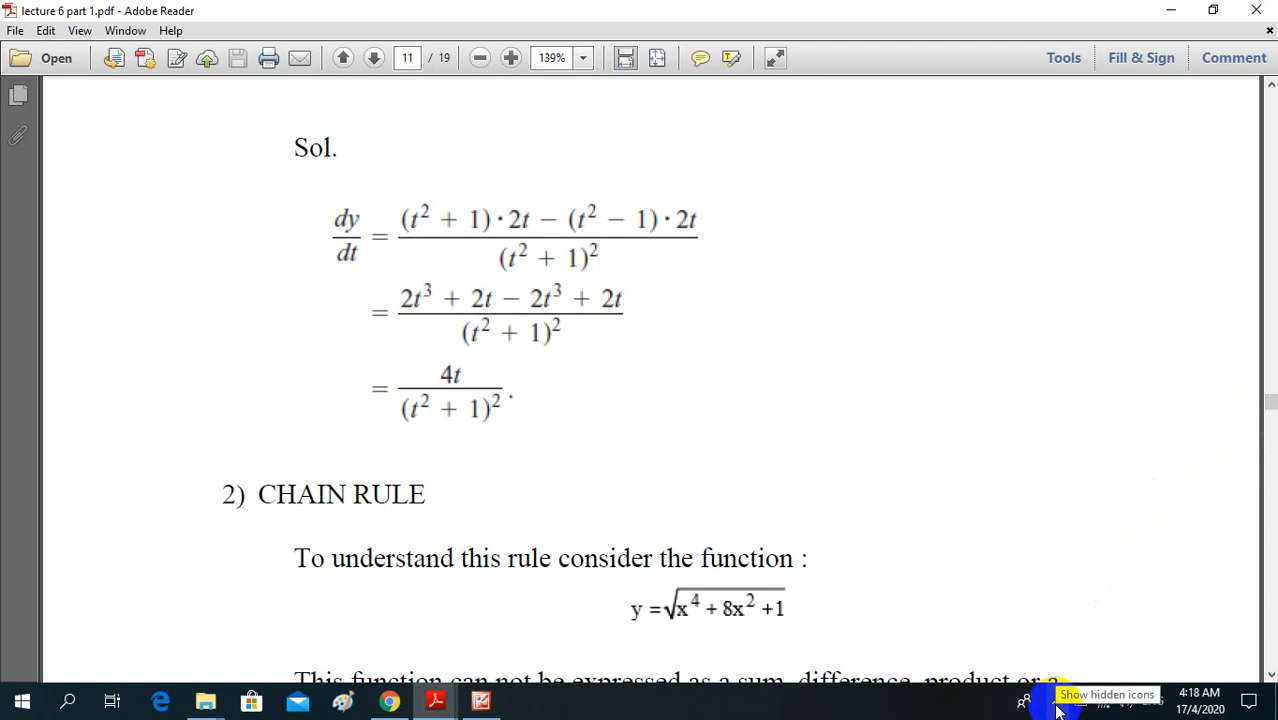 lecture 6 part 1.pdf - Adobe Reader
File Edit View Window Help
Open 11 / 19 139% Tools Fill & Sign Comment
Sol.
dy/dt = ((t² + 1) · 2t − (t² − 1) · 2t)/(t² + 1)²
= (2t³ + 2t − 2t³ + 2t)/(t² + 1)²
= 4t/(t² + 1)².
2) CHAIN RULE
To understand this rule consider the function :
y = √(x⁴ + 8x² + 1)
This function can not be expressed as a sum, difference, product or a
Show hidden icons
4:18 AM
17/4/2020